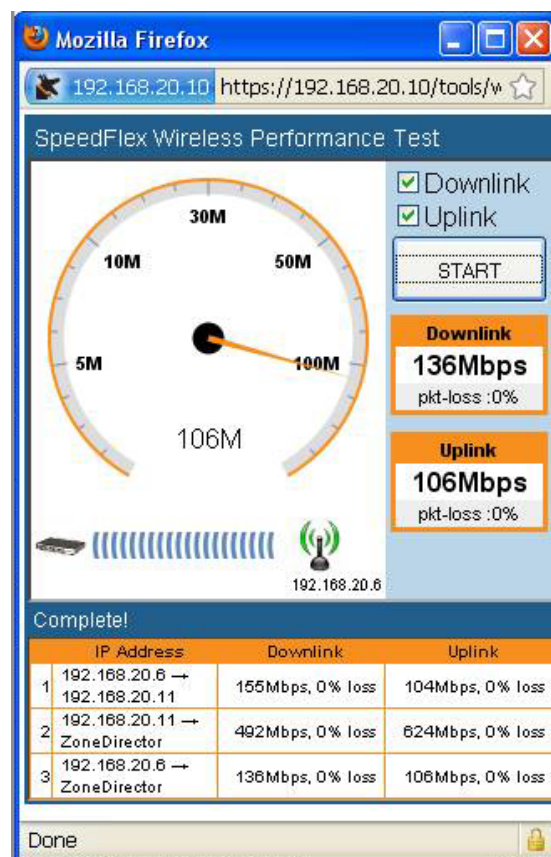 Mozilla Firefox
192.168.20.10 https://192.168.20.10/tools/w
SpeedFlex Wireless Performance Test
Downlink
Uplink
START
30M
10M
50M
5M
100M
106M
Downlink
136Mbps
pkt-loss :0%
Uplink
106Mbps
pkt-loss :0%
192.168.20.6
Complete!
IP Address Downlink Uplink
1 192.168.20.6 → 192.168.20.11 155Mbps, 0% loss 104Mbps, 0% loss
2 192.168.20.11 → ZoneDirector 492Mbps, 0% loss 624Mbps, 0% loss
3 192.168.20.6 → ZoneDirector 136Mbps, 0% loss 106Mbps, 0% loss
Done